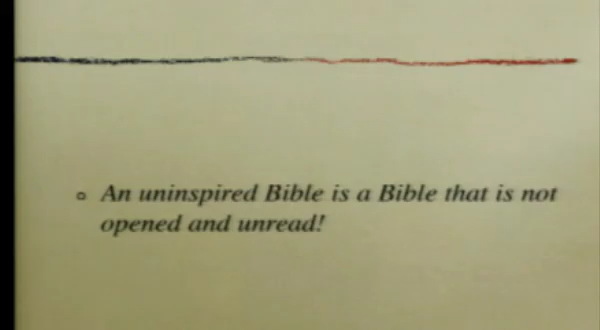 An uninspired Bible is a Bible that is not
opened and unread!